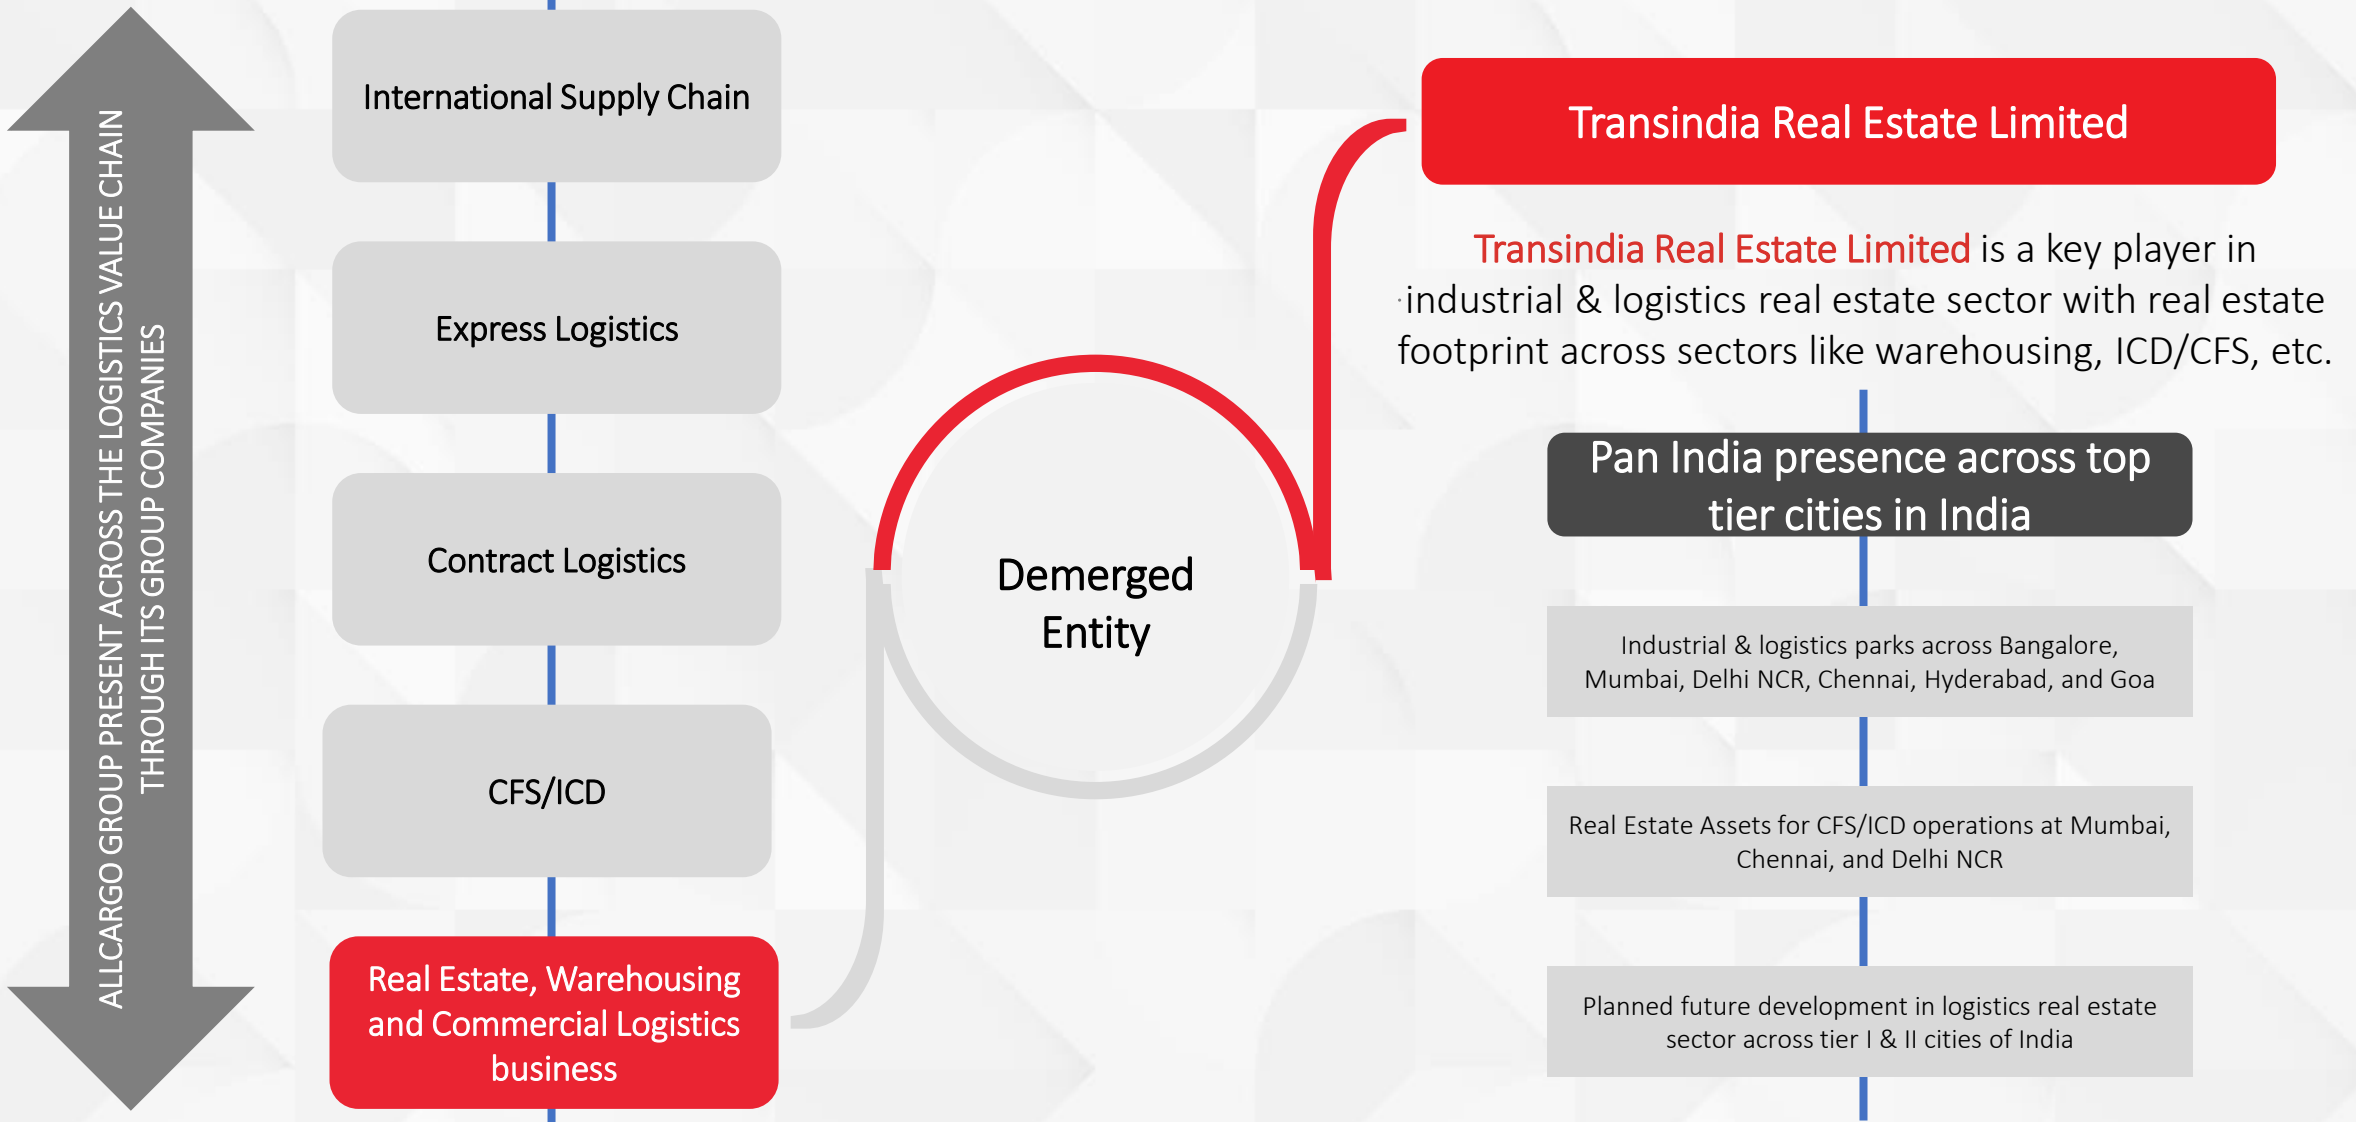 ALLCARGO GROUP PRESENT ACROSS THE LOGISTICS VALUE CHAIN
THROUGH ITS GROUP COMPANIES
International Supply Chain
Express Logistics
Contract Logistics
CFS/ICD
Real Estate, Warehousing
and Commercial Logistics
business
Demerged
Entity
Transindia Real Estate Limited
Transindia Real Estate Limited is a key player in
industrial & logistics real estate sector with real estate
footprint across sectors like warehousing, ICD/CFS, etc.
Pan India presence across top
tier cities in India
Industrial & logistics parks across Bangalore,
Mumbai, Delhi NCR, Chennai, Hyderabad, and Goa
Real Estate Assets for CFS/ICD operations at Mumbai,
Chennai, and Delhi NCR
Planned future development in logistics real estate
sector across tier I & II cities of India